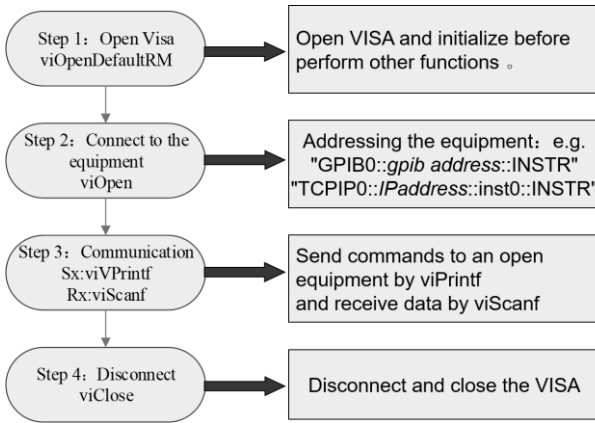 Step 1：Open Visa
viOpenDefaultRM
Open VISA and initialize before
perform other functions 。
Step 2：Connect to the
equipment
viOpen
Addressing the equipment：e.g.
"GPIB0::gpib address::INSTR"
"TCPIP0::IPaddress::inst0::INSTR"
Step 3：Communication
Sx:viVPrintf
Rx:viScanf
Send commands to an open
equipment by viPrintf
and receive data by viScanf
Step 4：Disconnect
viClose
Disconnect and close the VISA